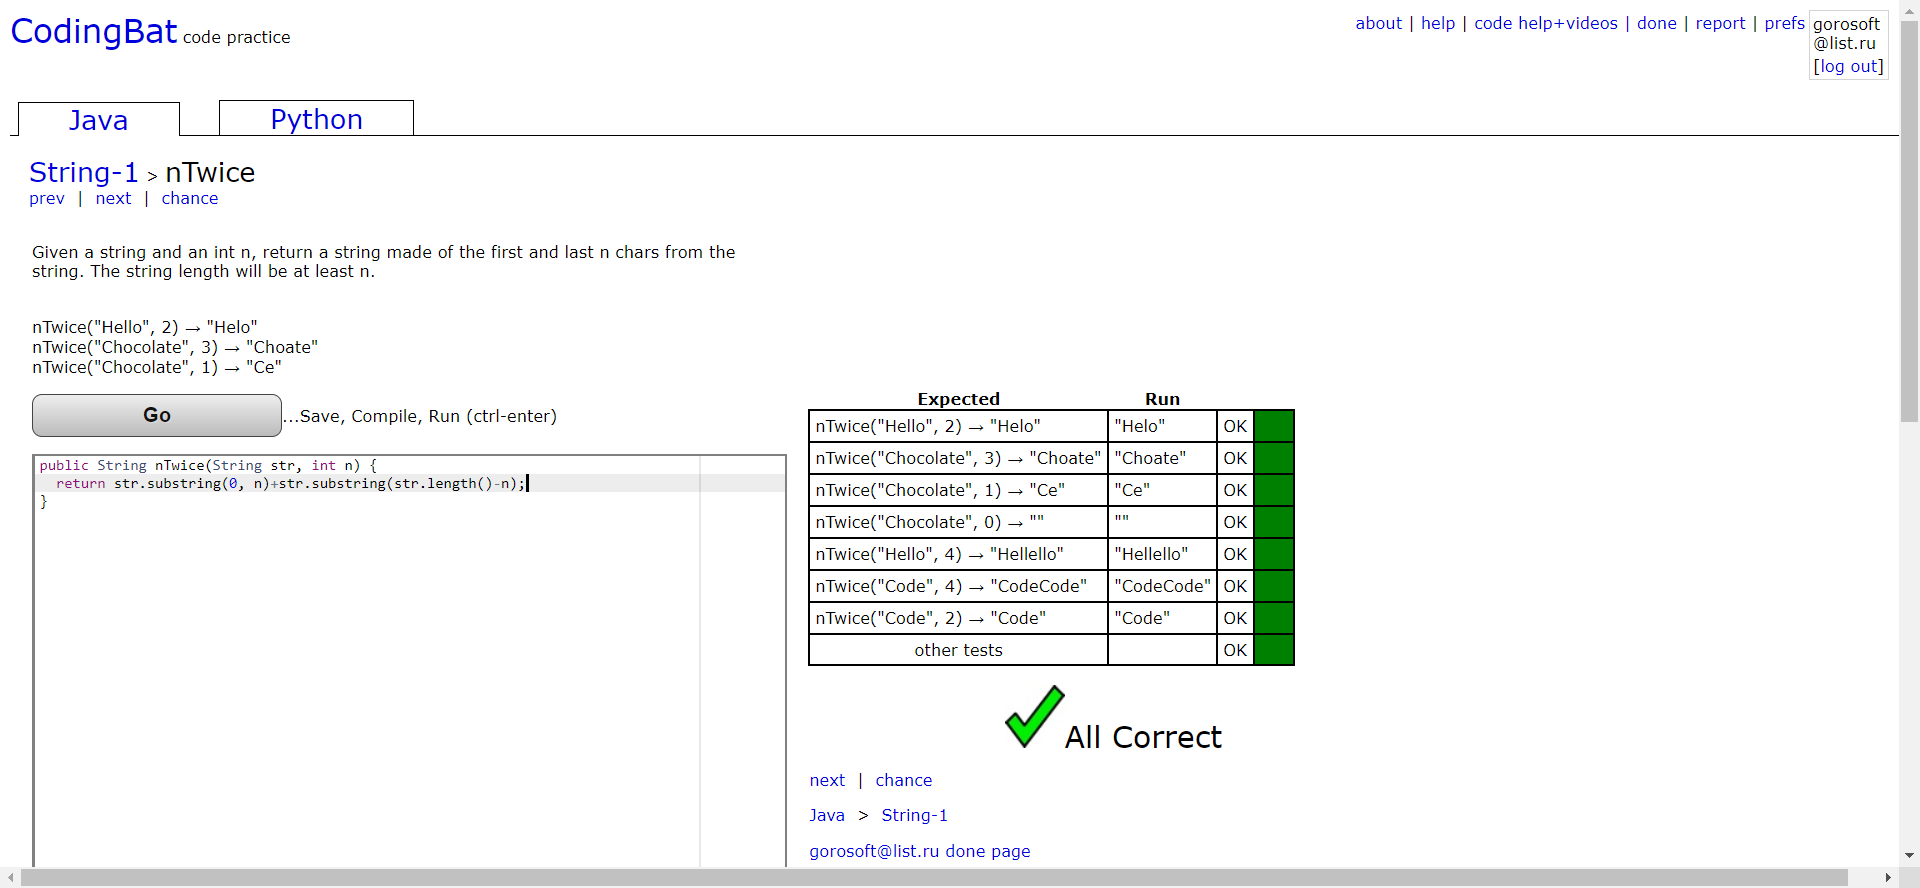 CodingBat code practice
about | help | code help+videos | done | report | prefs
gorosoft
@list.ru
[log out]
Java
Python
String-1 > nTwice
prev | next | chance
Given a string and an int n, return a string made of the first and last n chars from the
string. The string length will be at least n.
nTwice("Hello", 2) → "Helo"
nTwice("Chocolate", 3) → "Choate"
nTwice("Chocolate", 1) → "Ce"
Go ...Save, Compile, Run (ctrl-enter)
public String nTwice(String str, int n) {
  return str.substring(0, n)+str.substring(str.length()-n);
}
Expected Run
nTwice("Hello", 2) → "Helo" "Helo" OK
nTwice("Chocolate", 3) → "Choate" "Choate" OK
nTwice("Chocolate", 1) → "Ce" "Ce" OK
nTwice("Chocolate", 0) → "" "" OK
nTwice("Hello", 4) → "Hellello" "Hellello" OK
nTwice("Code", 4) → "CodeCode" "CodeCode" OK
nTwice("Code", 2) → "Code" "Code" OK
other tests OK
All Correct
next | chance
Java > String-1
gorosoft@list.ru done page